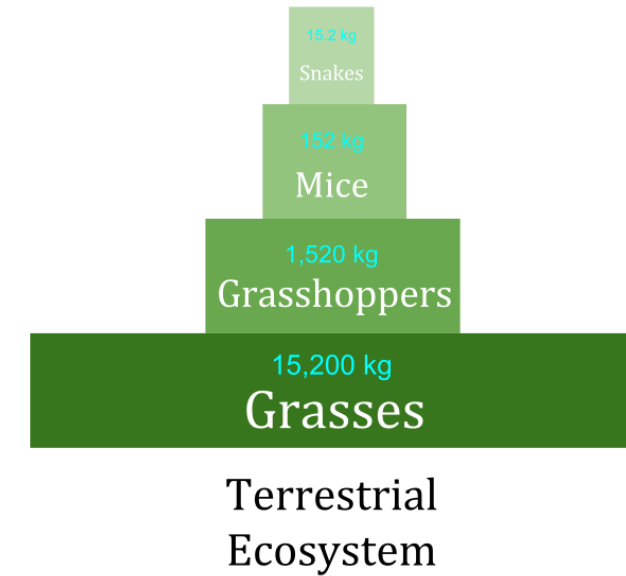 15.2 kg
Snakes
152 kg
Mice
1,520 kg
Grasshoppers
15,200 kg
Grasses
Terrestrial
Ecosystem